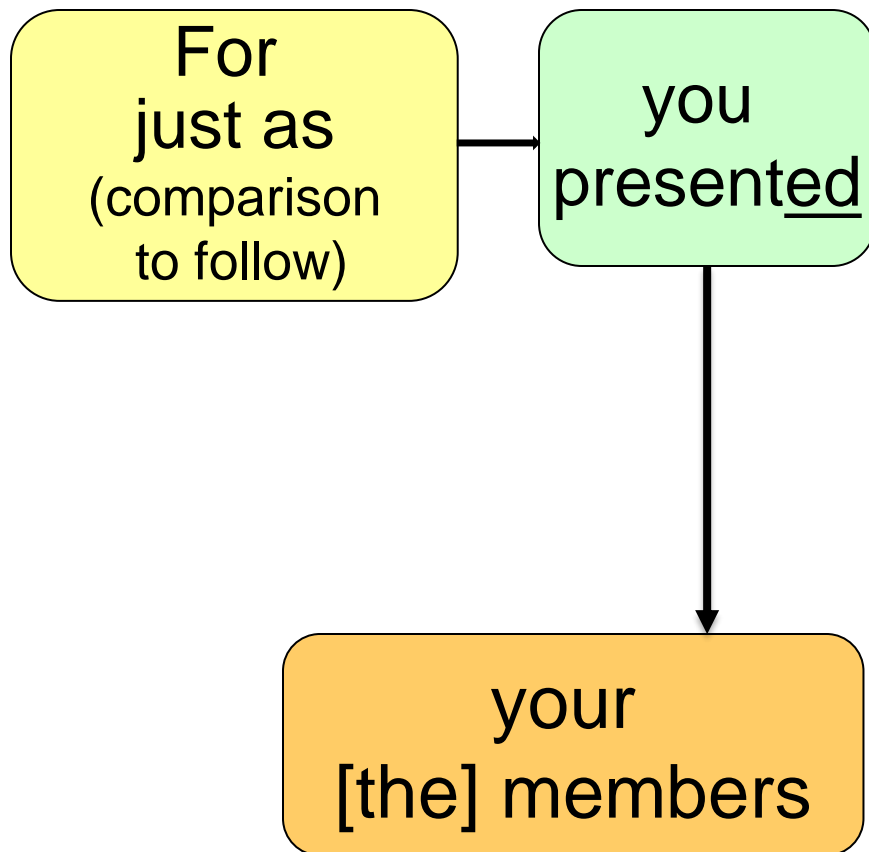 For
just as
(comparison
to follow)
you
presented
your
[the] members